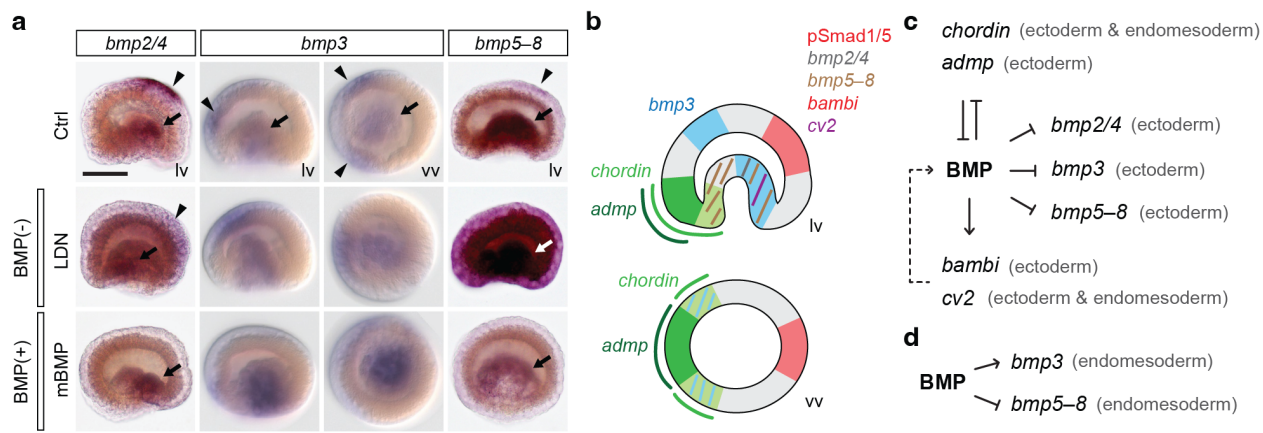 a
bmp2/4
bmp3
bmp5–8
Ctrl
lv
lv
vv
lv
BMP(-)
LDN
BMP(+)
mBMP
b
pSmad1/5
bmp2/4
bmp5–8
bambi
cv2
bmp3
chordin
admp
lv
chordin
admp
vv
c
chordin (ectoderm & endomesoderm)
admp (ectoderm)
BMP
bmp2/4 (ectoderm)
bmp3 (ectoderm)
bmp5–8 (ectoderm)
bambi (ectoderm)
cv2 (ectoderm & endomesoderm)
d
BMP
bmp3 (endomesoderm)
bmp5–8 (endomesoderm)